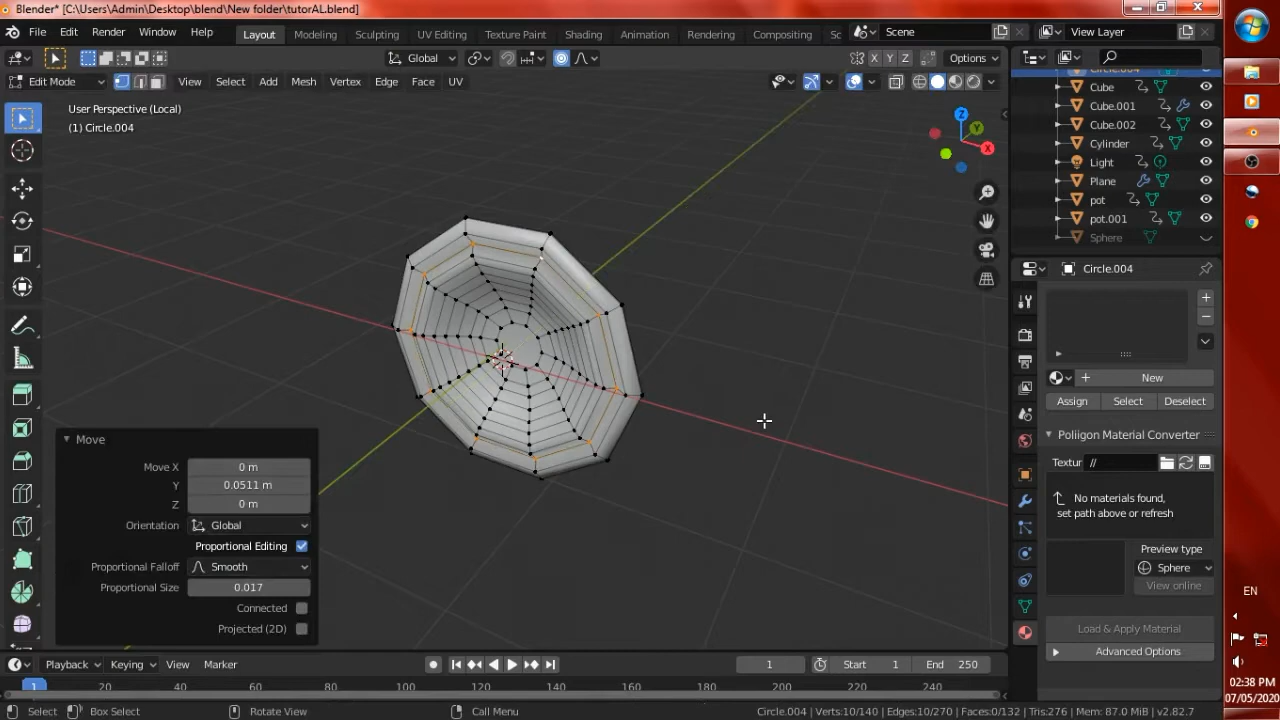 Blender* [C:\Users\Admin\Desktop\blend\New folder\tutorAL.blend]
File Edit Render Window Help
Layout Modeling Sculpting UV Editing Texture Paint Shading Animation Rendering Compositing Sc
Scene
View Layer
Global
X Y Z
Options
Edit Mode
View Select Add Mesh Vertex Edge Face UV
User Perspective (Local)
(1) Circle.004
Z
Y
X
Circle.004
Cube
Cube.001
Cube.002
Cylinder
Light
Plane
pot
pot.001
Sphere
Circle.004
New
Assign Select Deselect
Poliigon Material Converter
Textur //
No materials found,
set path above or refresh
Preview type
Sphere
View online
Load & Apply Material
Advanced Options
Move
Move X 0 m
Y 0.0511 m
Z 0 m
Orientation Global
Proportional Editing
Proportional Falloff Smooth
Proportional Size 0.017
Connected
Projected (2D)
Playback Keying View Marker
1
Start 1
End 250
1 20 40 60 80 100 120 140 160 180 200 220 240
Select Box Select Rotate View Call Menu
Circle.004 | Verts:10/140 | Edges:10/270 | Faces:0/132 | Tris:276 | Mem: 87.0 MiB | v2.82.7
EN
02:38 PM
07/05/2020